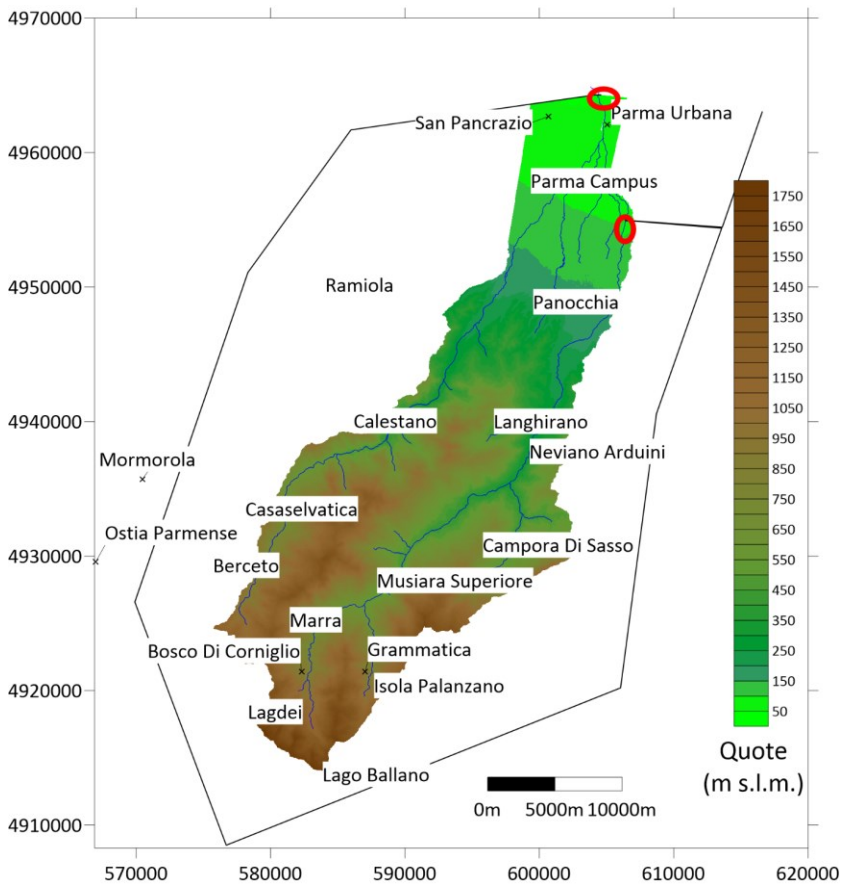 4970000
4960000
4950000
4940000
4930000
4920000
4910000
San Pancrazio
Parma Urbana
Parma Campus
Ramiola
Panocchia
Calestano
Langhirano
Neviano Arduini
Mormorola
Ostia Parmense
Casaselvatica
Berceto
Campora Di Sasso
Musiara Superiore
Marra
Bosco Di Corniglio
Grammatica
Isola Palanzano
Lagdei
Lago Ballano
1750
1650
1550
1450
1350
1250
1150
1050
950
850
750
650
550
450
350
250
150
50
Quote
(m s.l.m.)
0m 5000m 10000m
570000 580000 590000 600000 610000 620000